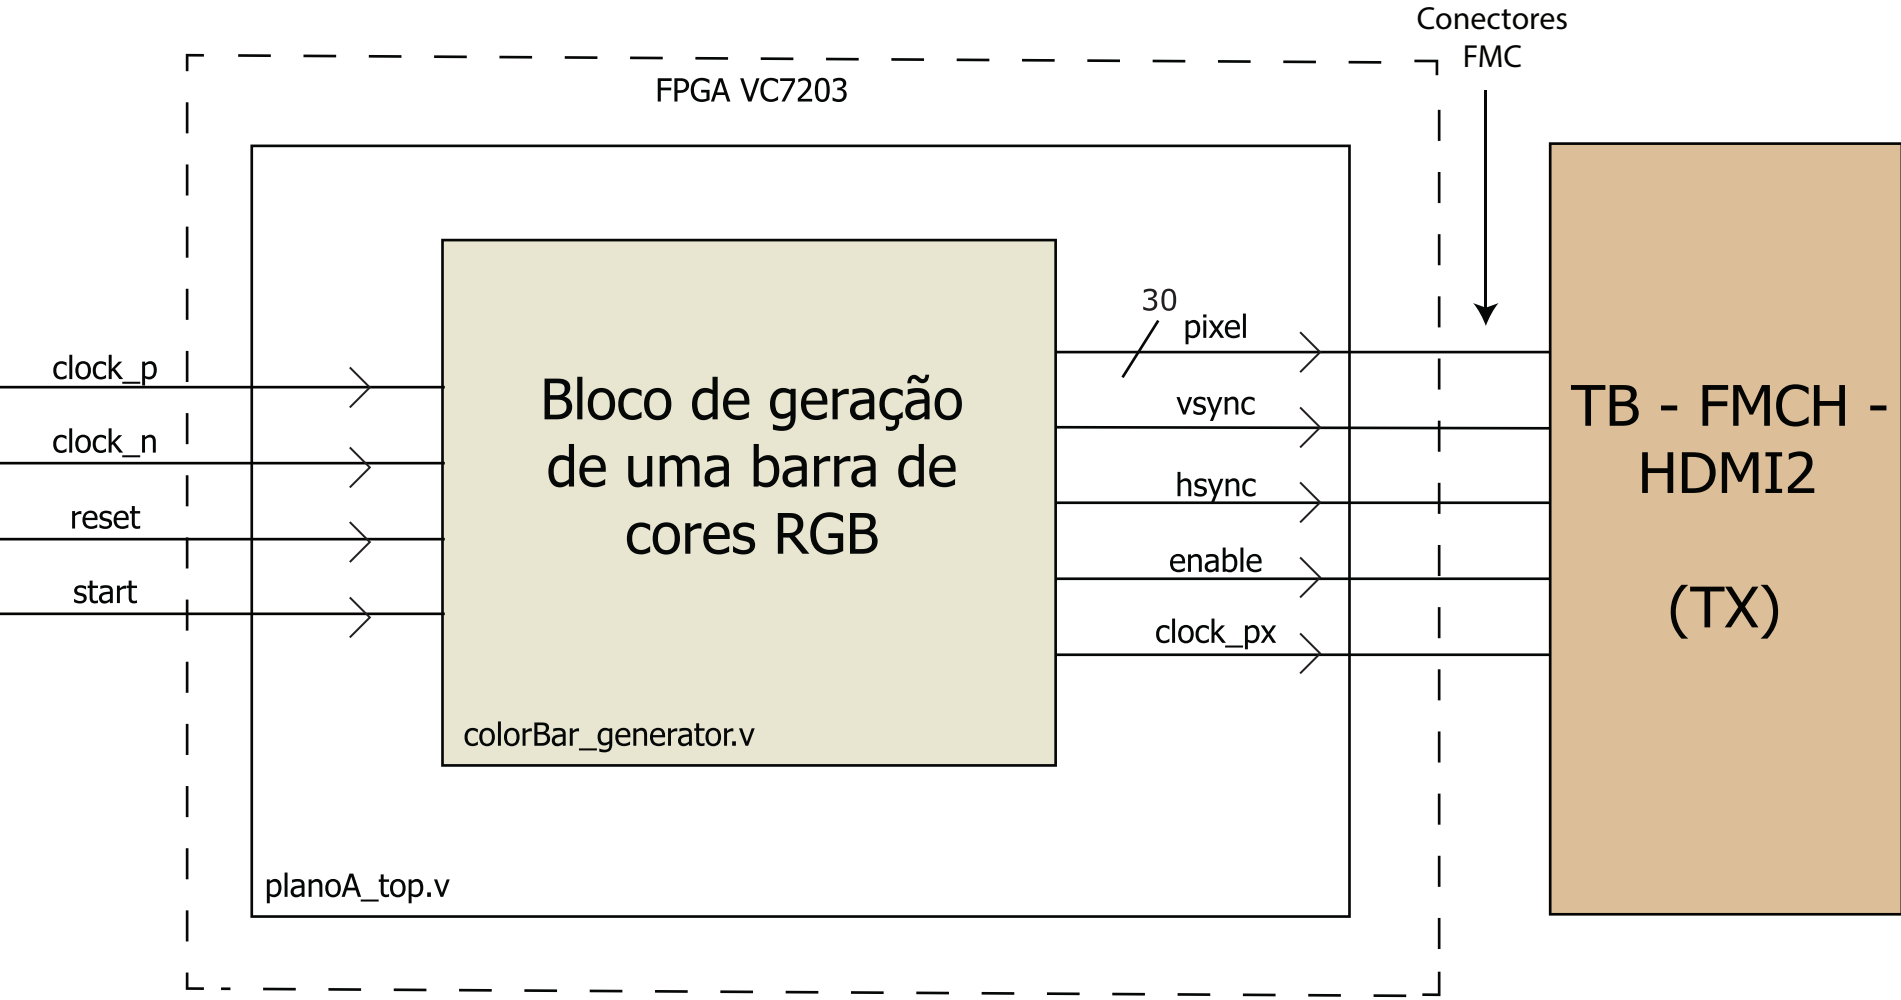 Conectores
FMC
FPGA VC7203
clock_p
clock_n
reset
start
Bloco de geração
de uma barra de
cores RGB
colorBar_generator.v
planoA_top.v
30
pixel
vsync
hsync
enable
clock_px
TB - FMCH -
HDMI2
(TX)